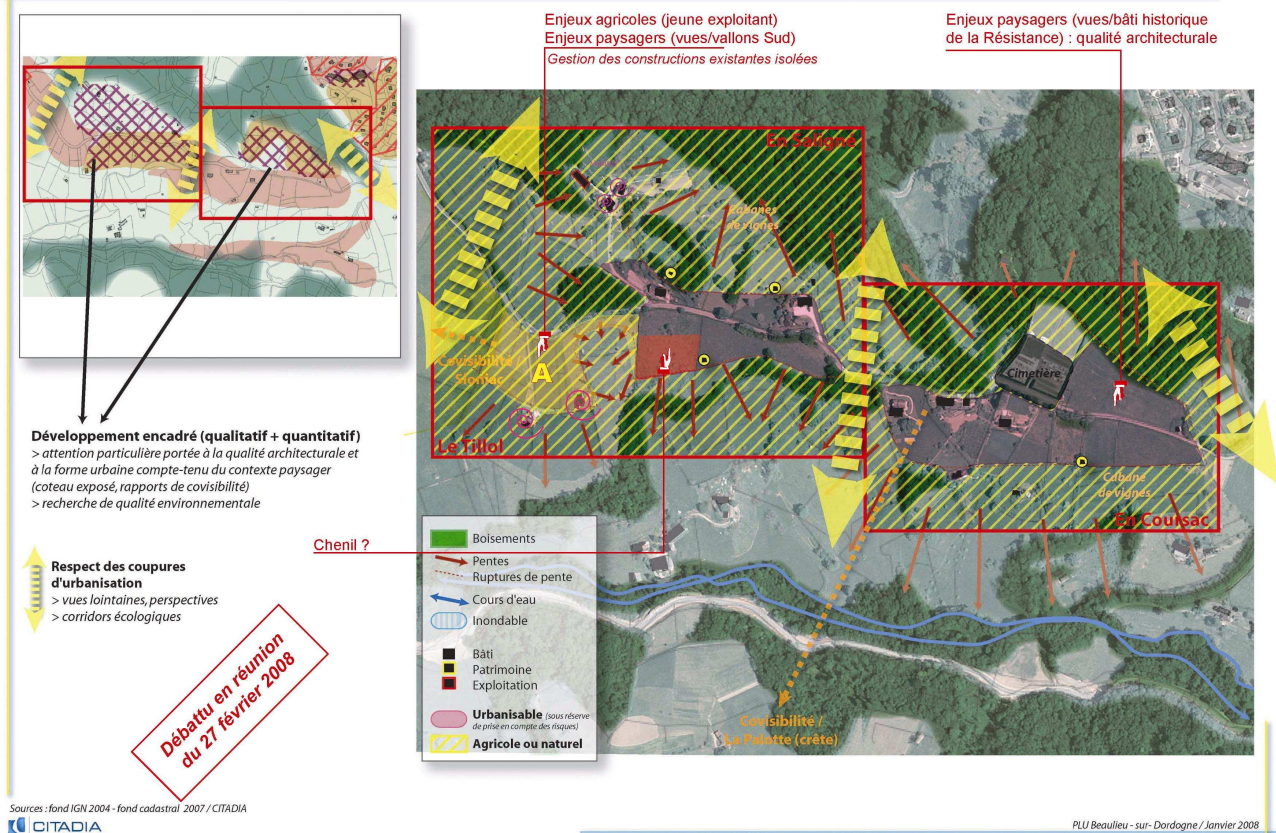 Enjeux agricoles (jeune exploitant)
Enjeux paysagers (vues/vallons Sud)
Gestion des constructions existantes isolées
Enjeux paysagers (vues/bâti historique
de la Résistance) : qualité architecturale
En Saligne
Cabanes
de vignes
Covisibilité /
Sioniac
A
Le Tillol
Cimetière
Cabane
de vignes
En Coursac
Covisibilité /
La Palotte (crête)
Développement encadré (qualitatif + quantitatif)
> attention particulière portée à la qualité architecturale et
à la forme urbaine compte-tenu du contexte paysager
(coteau exposé, rapports de covisibilité)
> recherche de qualité environnementale
Chenil ?
Respect des coupures
d'urbanisation
> vues lointaines, perspectives
> corridors écologiques
Débattu en réunion
du 27 février 2008
Boisements
Pentes
Ruptures de pente
Cours d'eau
Inondable
Bâti
Patrimoine
Exploitation
Urbanisable (sous réserve
de prise en compte des risques)
Agricole ou naturel
Sources : fond IGN 2004 - fond cadastral 2007 / CITADIA
CITADIA
PLU Beaulieu - sur- Dordogne / Janvier 2008